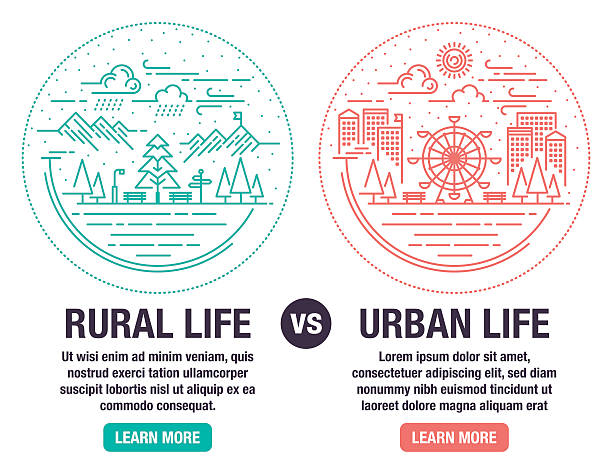 RURAL LIFE
VS
URBAN LIFE
Ut wisi enim ad minim veniam, quis
nostrud exerci tation ullamcorper
suscipit lobortis nisl ut aliquip ex ea
commodo consequat.
LEARN MORE
Lorem ipsum dolor sit amet,
consectetuer adipiscing elit, sed diam
nonummy nibh euismod tincidunt ut
laoreet dolore magna aliquam erat
LEARN MORE